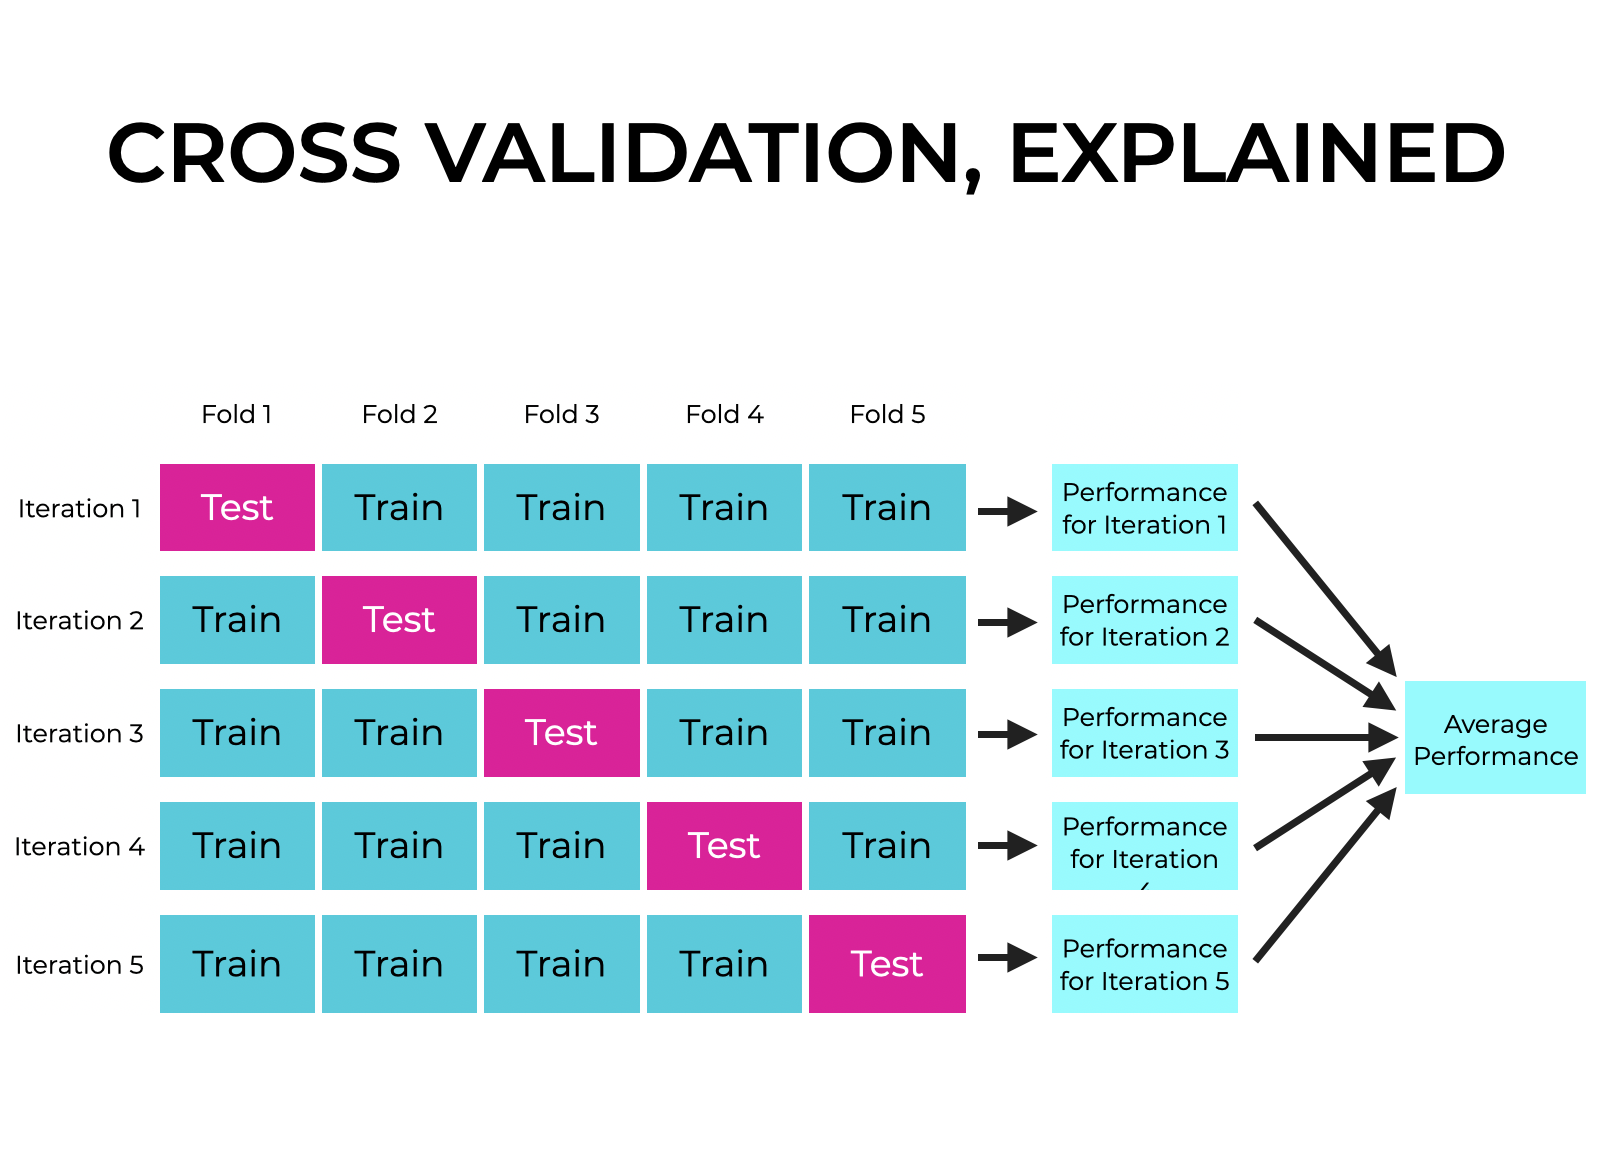 CROSS VALIDATION, EXPLAINED
Fold 1 Fold 2 Fold 3 Fold 4 Fold 5
Iteration 1 Test Train Train Train Train Performance
for Iteration 1
Iteration 2 Train Test Train Train Train Performance
for Iteration 2
Iteration 3 Train Train Test Train Train Performance
for Iteration 3
Average
Performance
Iteration 4 Train Train Train Test Train Performance
for Iteration
Iteration 5 Train Train Train Train Test Performance
for Iteration 5